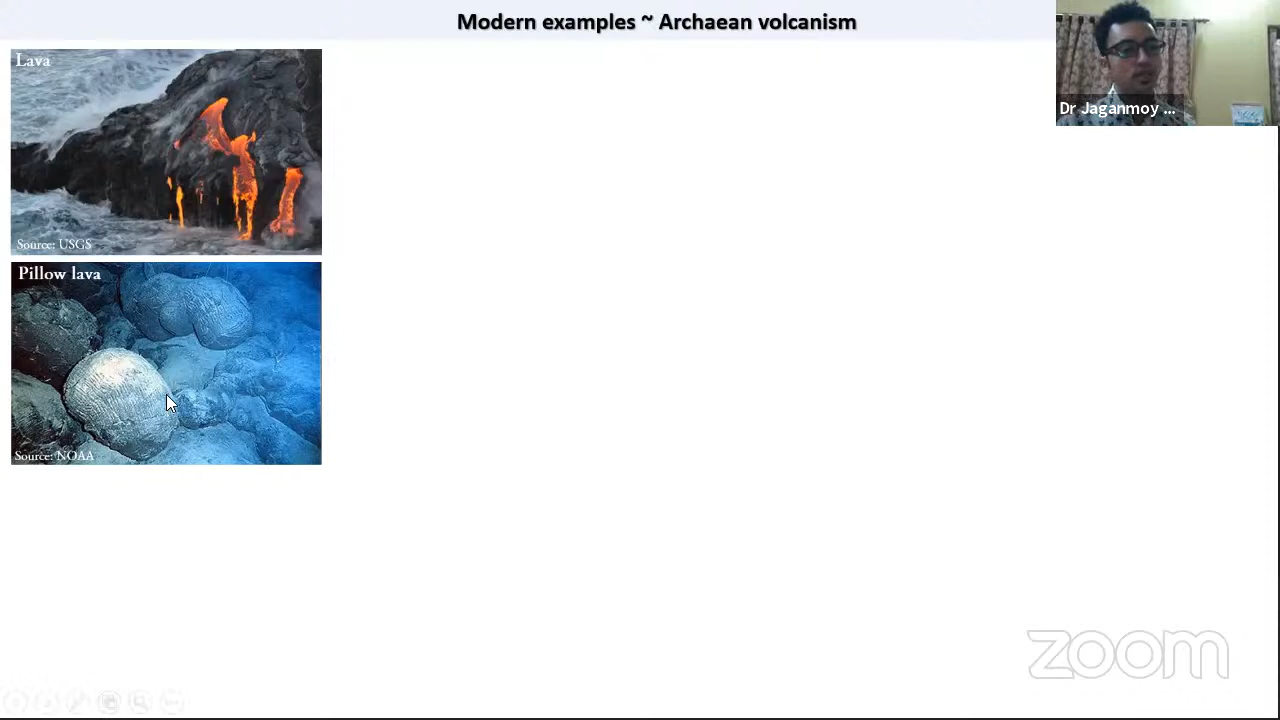 Modern examples ~ Archaean volcanism
Lava
Source: USGS
Pillow lava
Source: NOAA
Dr Jaganmoy ...
zoom